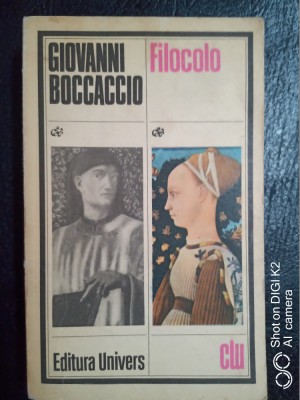 GIOVANNI
BOCCACCIO
Filocolo
Editura Univers
clu
Shot on DIGI K2
AI camera